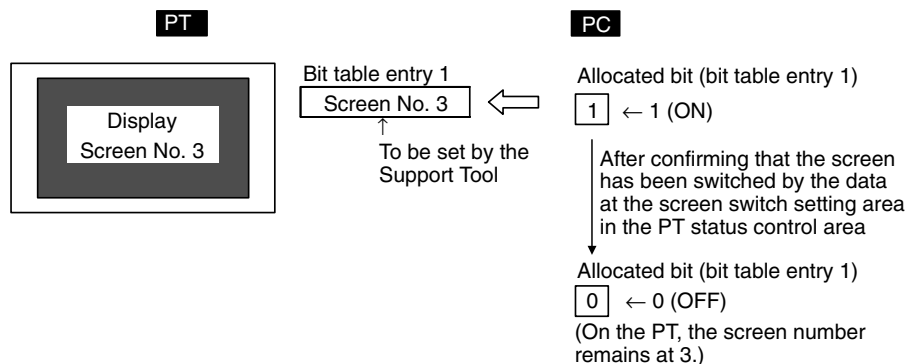 PT
PC
Display
Screen No. 3
Bit table entry 1
Screen No. 3
↑
To be set by the
Support Tool
Allocated bit (bit table entry 1)
1 ← 1 (ON)
After confirming that the screen
has been switched by the data
at the screen switch setting area
in the PT status control area
Allocated bit (bit table entry 1)
0 ← 0 (OFF)
(On the PT, the screen number
remains at 3.)